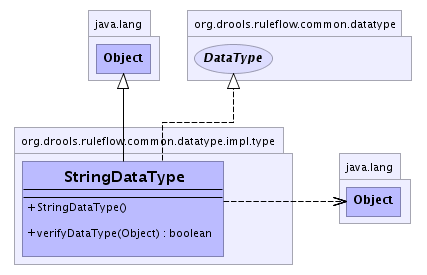 java.lang
org.drools.ruleflow.common.datatype
Object
DataType
org.drools.ruleflow.common.datatype.impl.type
StringDataType
+ StringDataType()
+ verifyDataType(Object) : boolean
java.lang
Object